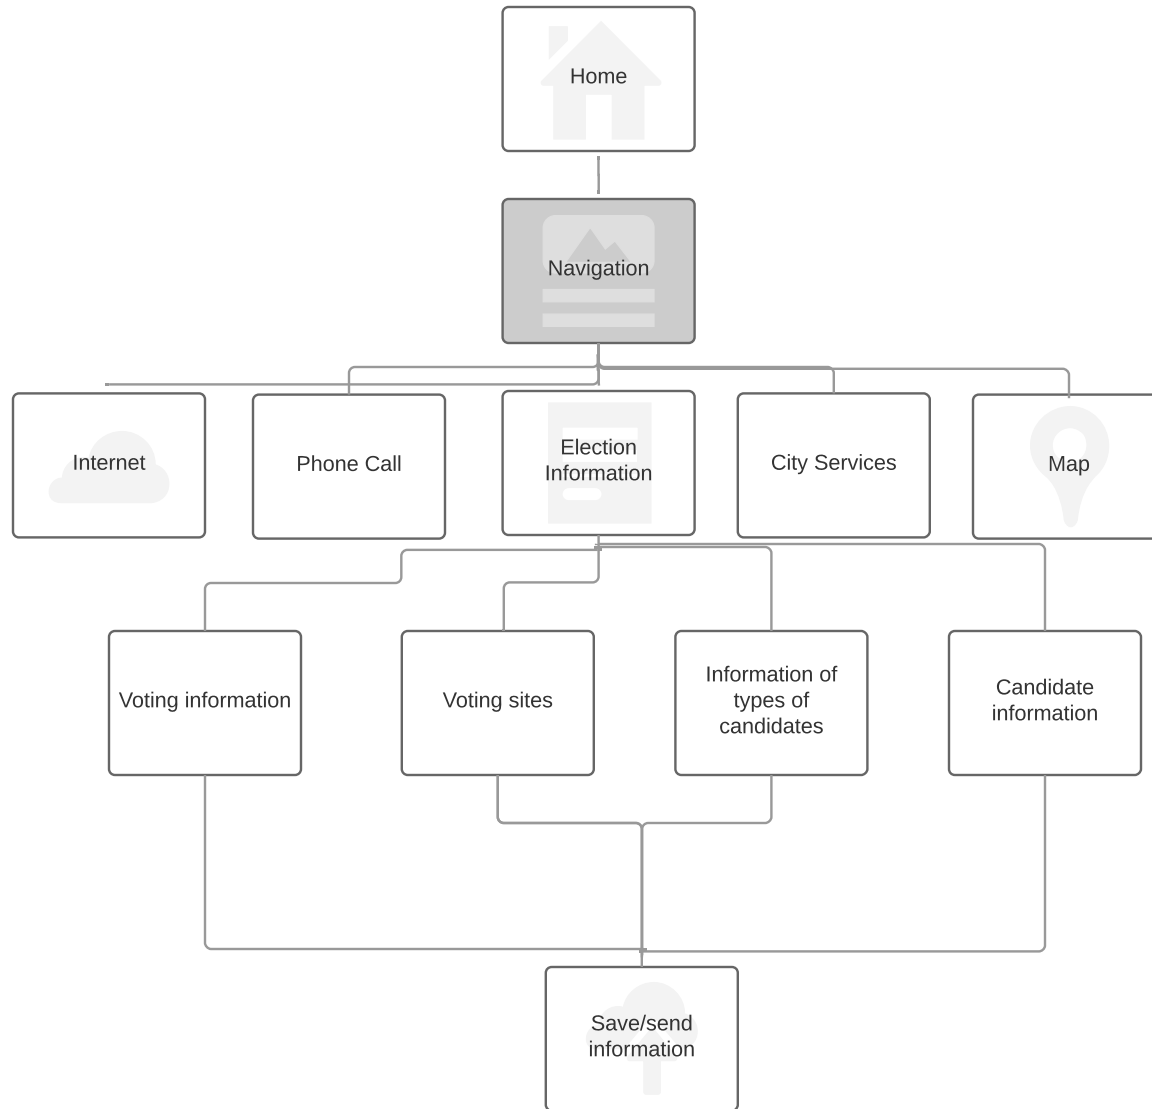 Home
Navigation
Internet
Phone Call
Election
Information
City Services
Map
Voting information
Voting sites
Information of
types of
candidates
Candidate
information
Save/send
information